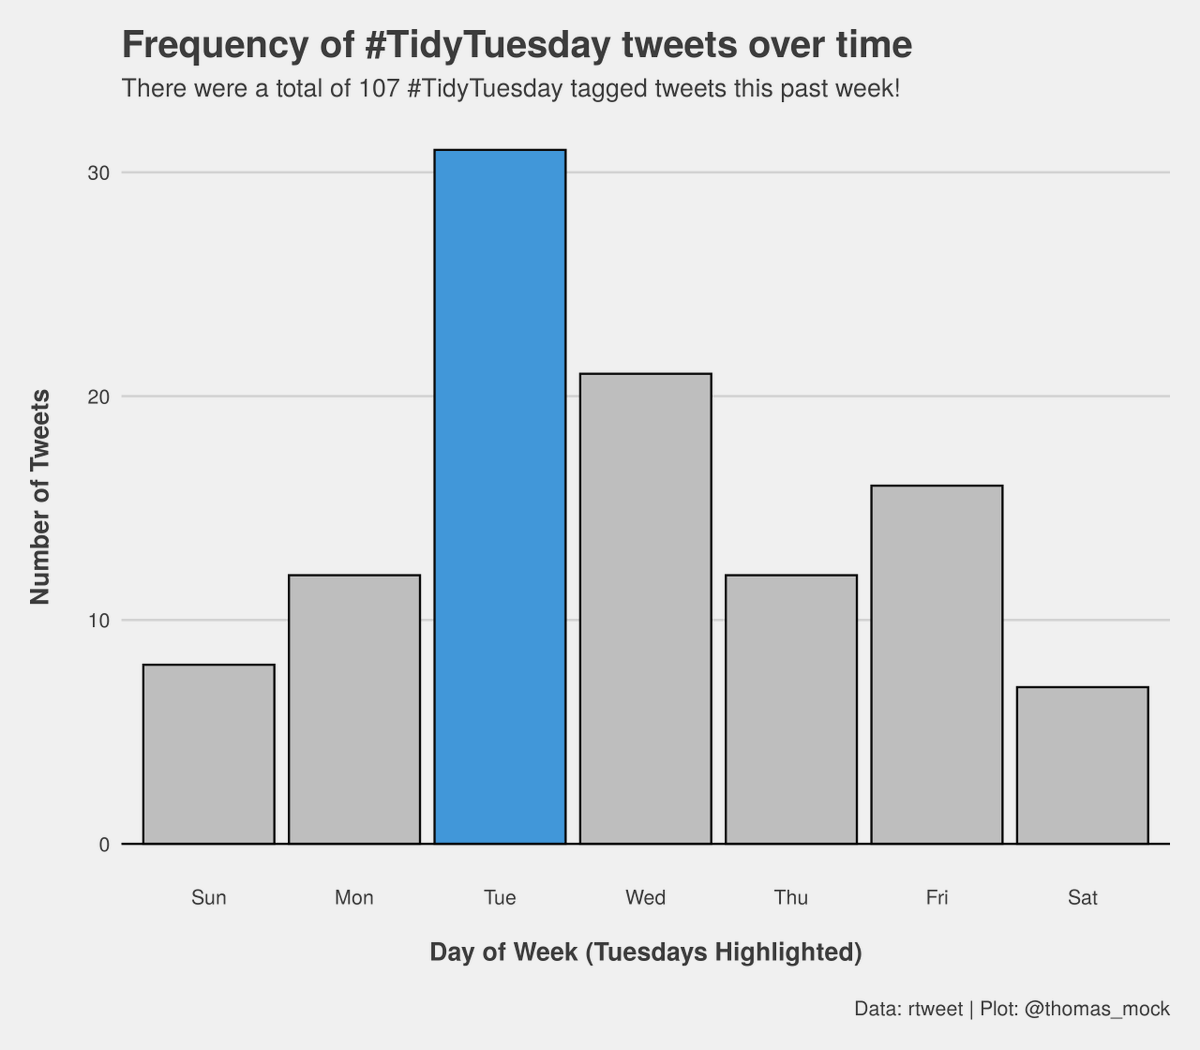 Frequency of #TidyTuesday tweets over time
There were a total of 107 #TidyTuesday tagged tweets this past week!
Number of Tweets
30
20
10
0
Sun Mon Tue Wed Thu Fri Sat
Day of Week (Tuesdays Highlighted)
Data: rtweet | Plot: @thomas_mock